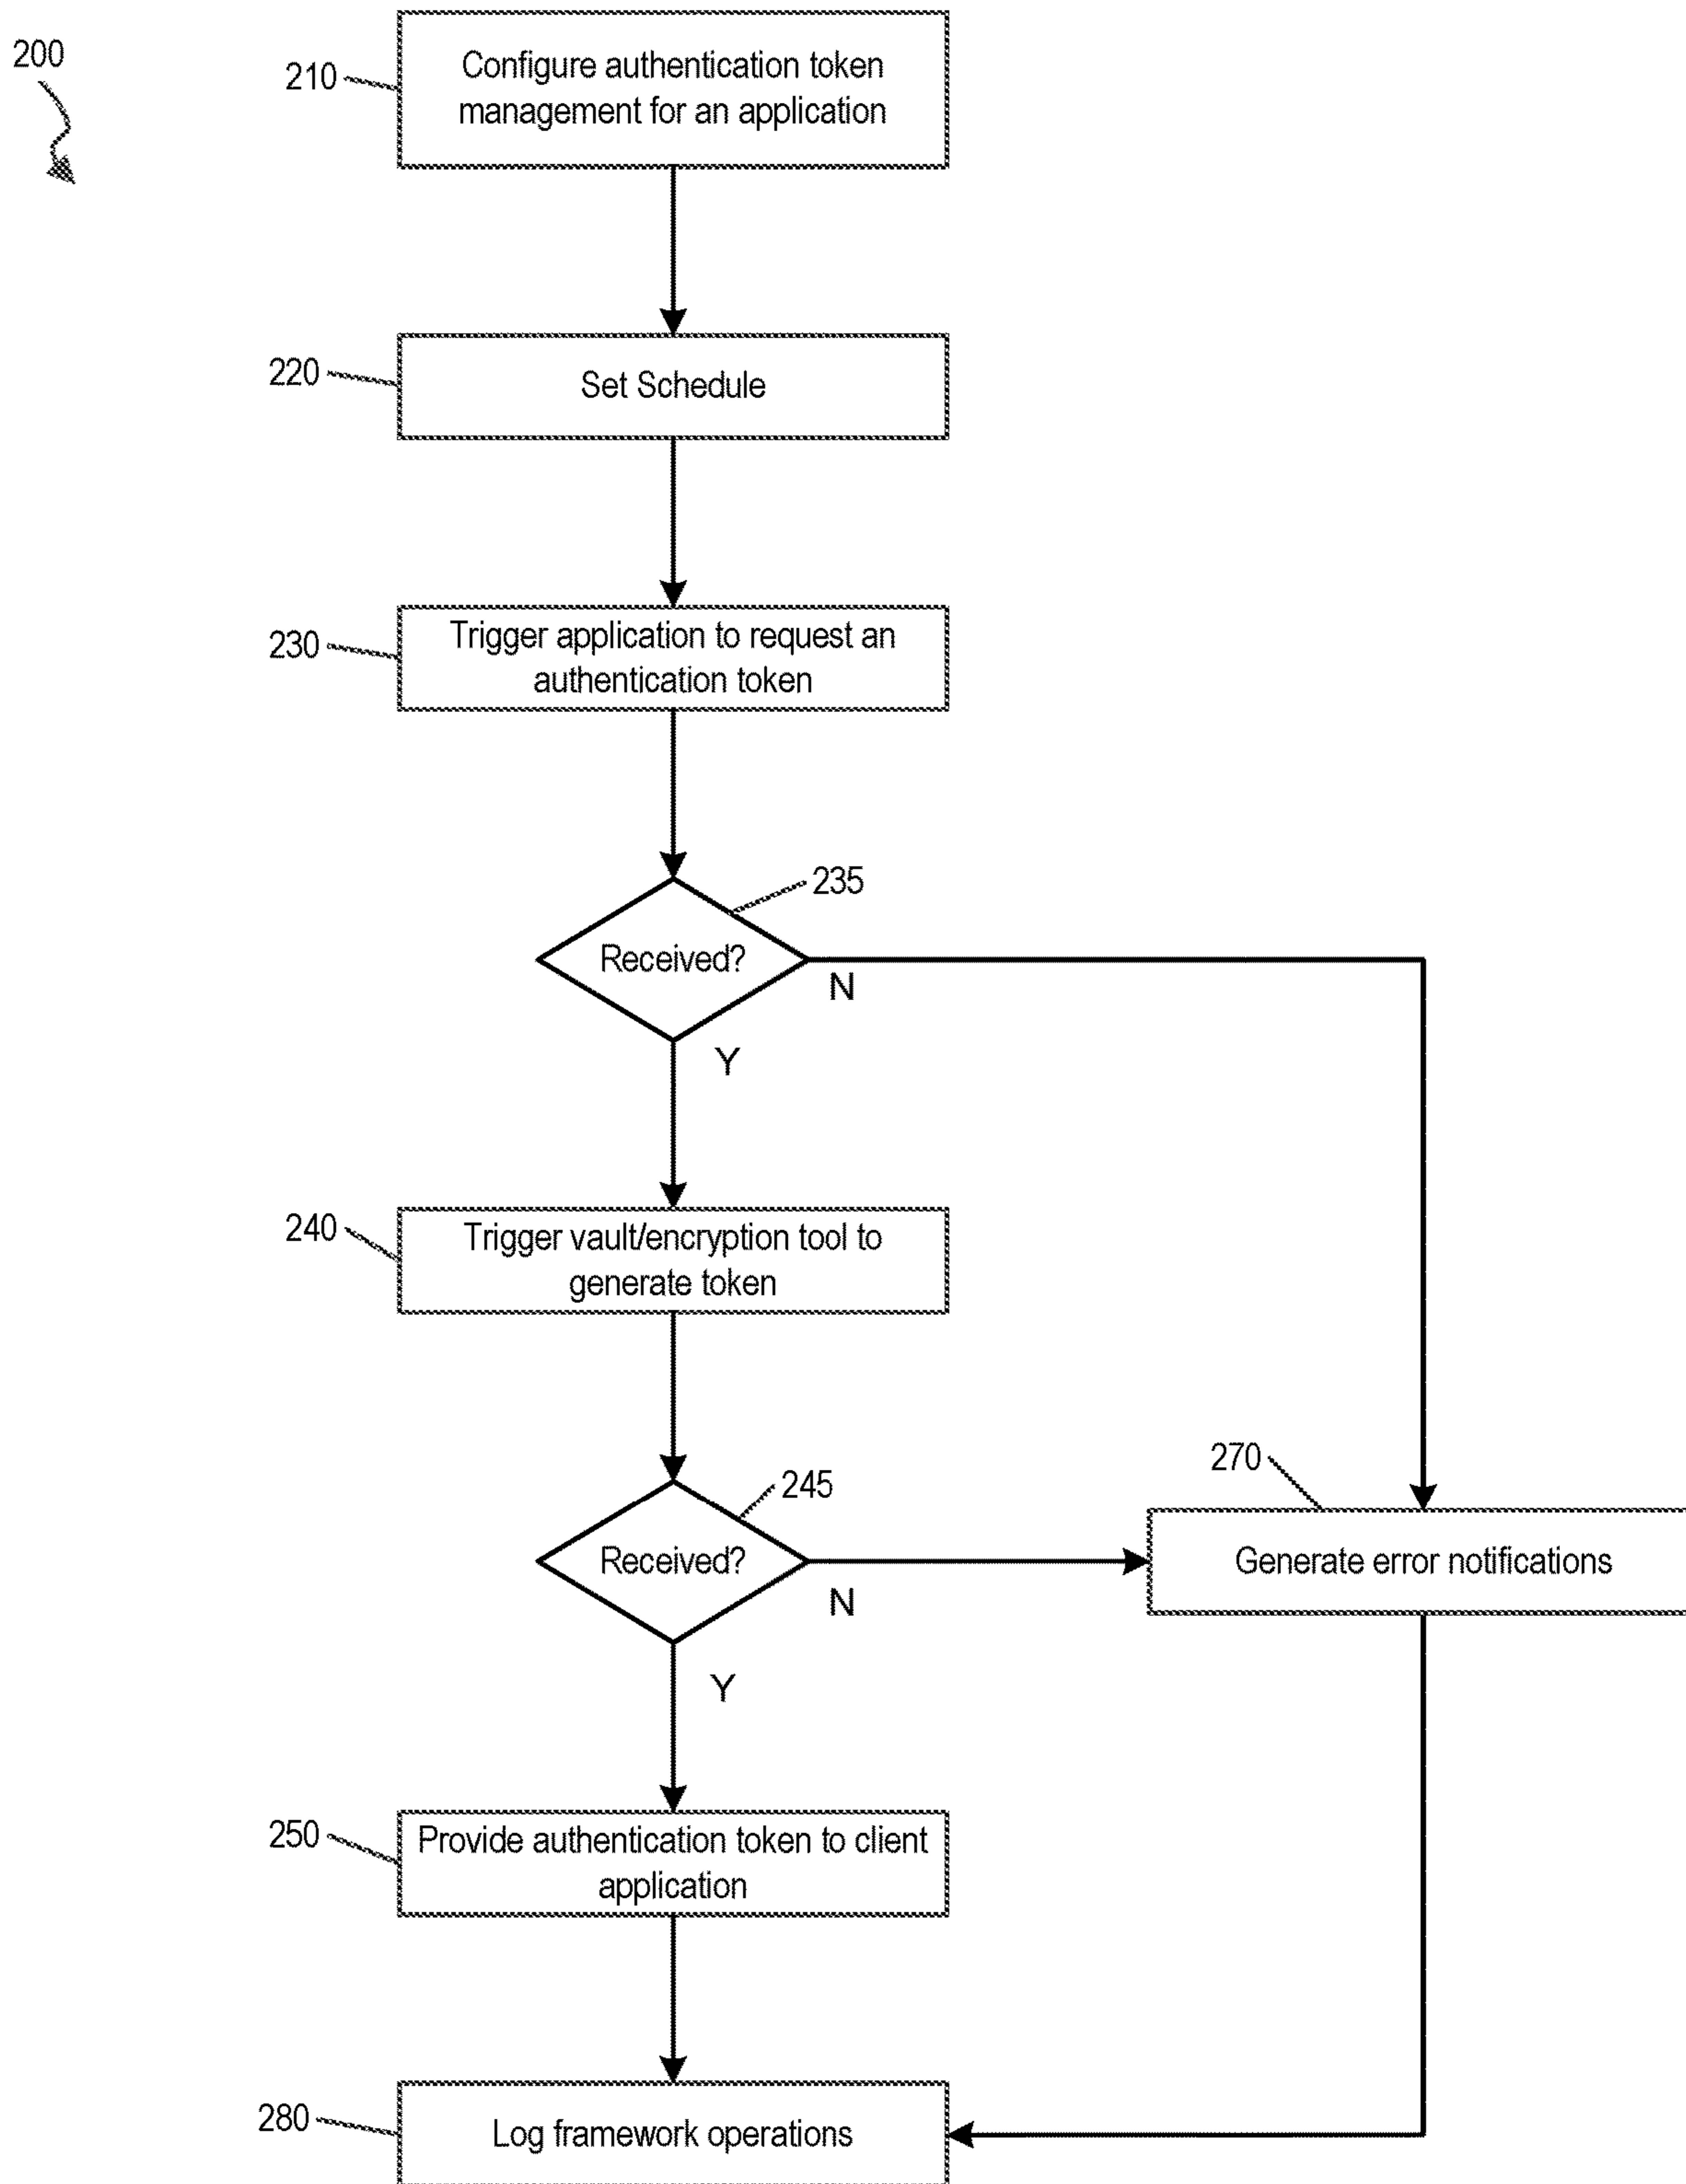 200
210
Configure authentication token
management for an application
220
Set Schedule
230
Trigger application to request an
authentication token
235
Received?
N
Y
240
Trigger vault/encryption tool to
generate token
245
Received?
N
Y
270
Generate error notifications
250
Provide authentication token to client
application
280
Log framework operations